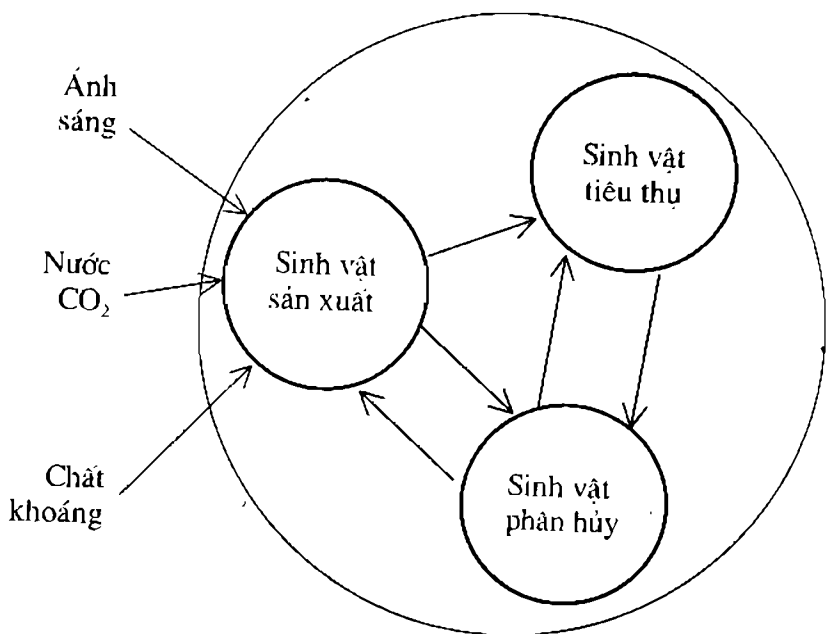 Ánh
sáng
Nước
CO₂
Chất
khoáng
Sinh vật
sản xuất
Sinh vật
tiêu thụ
Sinh vật
phân hủy